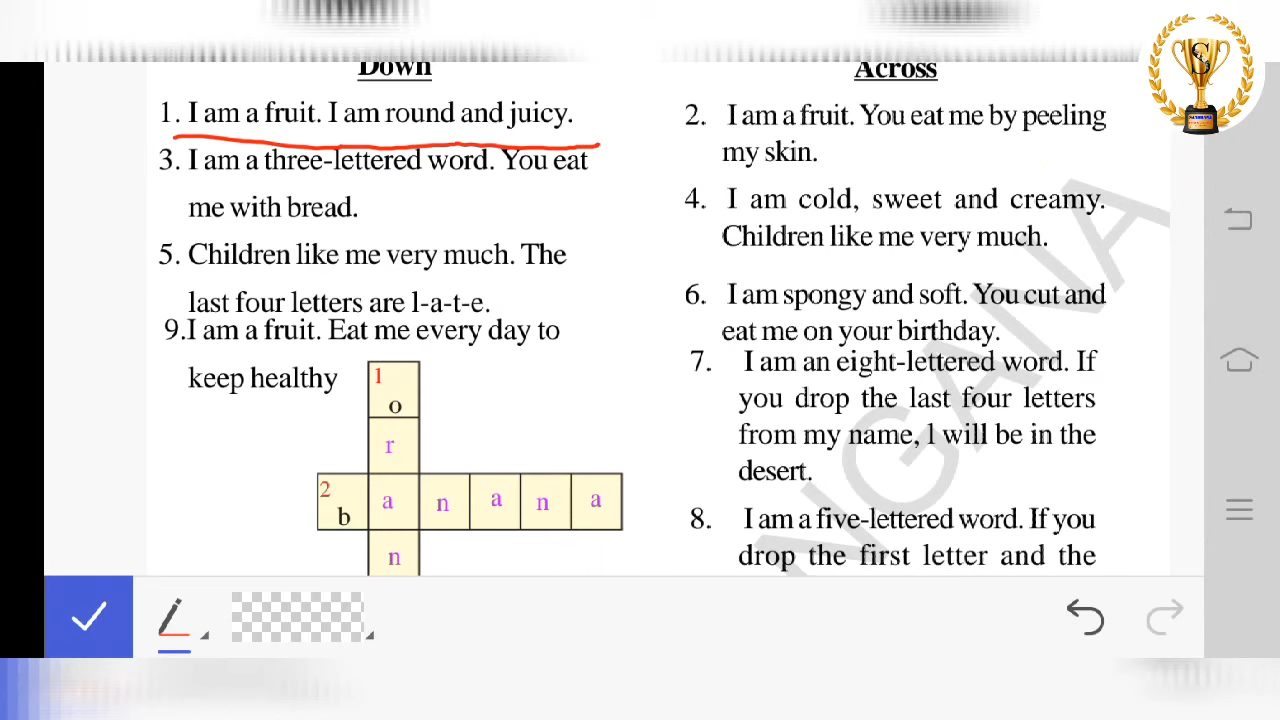 Down
1. I am a fruit. I am round and juicy.
3. I am a three-lettered word. You eat
me with bread.
5. Children like me very much. The
last four letters are l-a-t-e.
9.I am a fruit. Eat me every day to
keep healthy
1
o
r
2
b a n a n a
n
Across
2. I am a fruit. You eat me by peeling
my skin.
4. I am cold, sweet and creamy.
Children like me very much.
6. I am spongy and soft. You cut and
eat me on your birthday.
7. I am an eight-lettered word. If
you drop the last four letters
from my name, 1 will be in the
desert.
8. I am a five-lettered word. If you
drop the first letter and the
NGANA
S